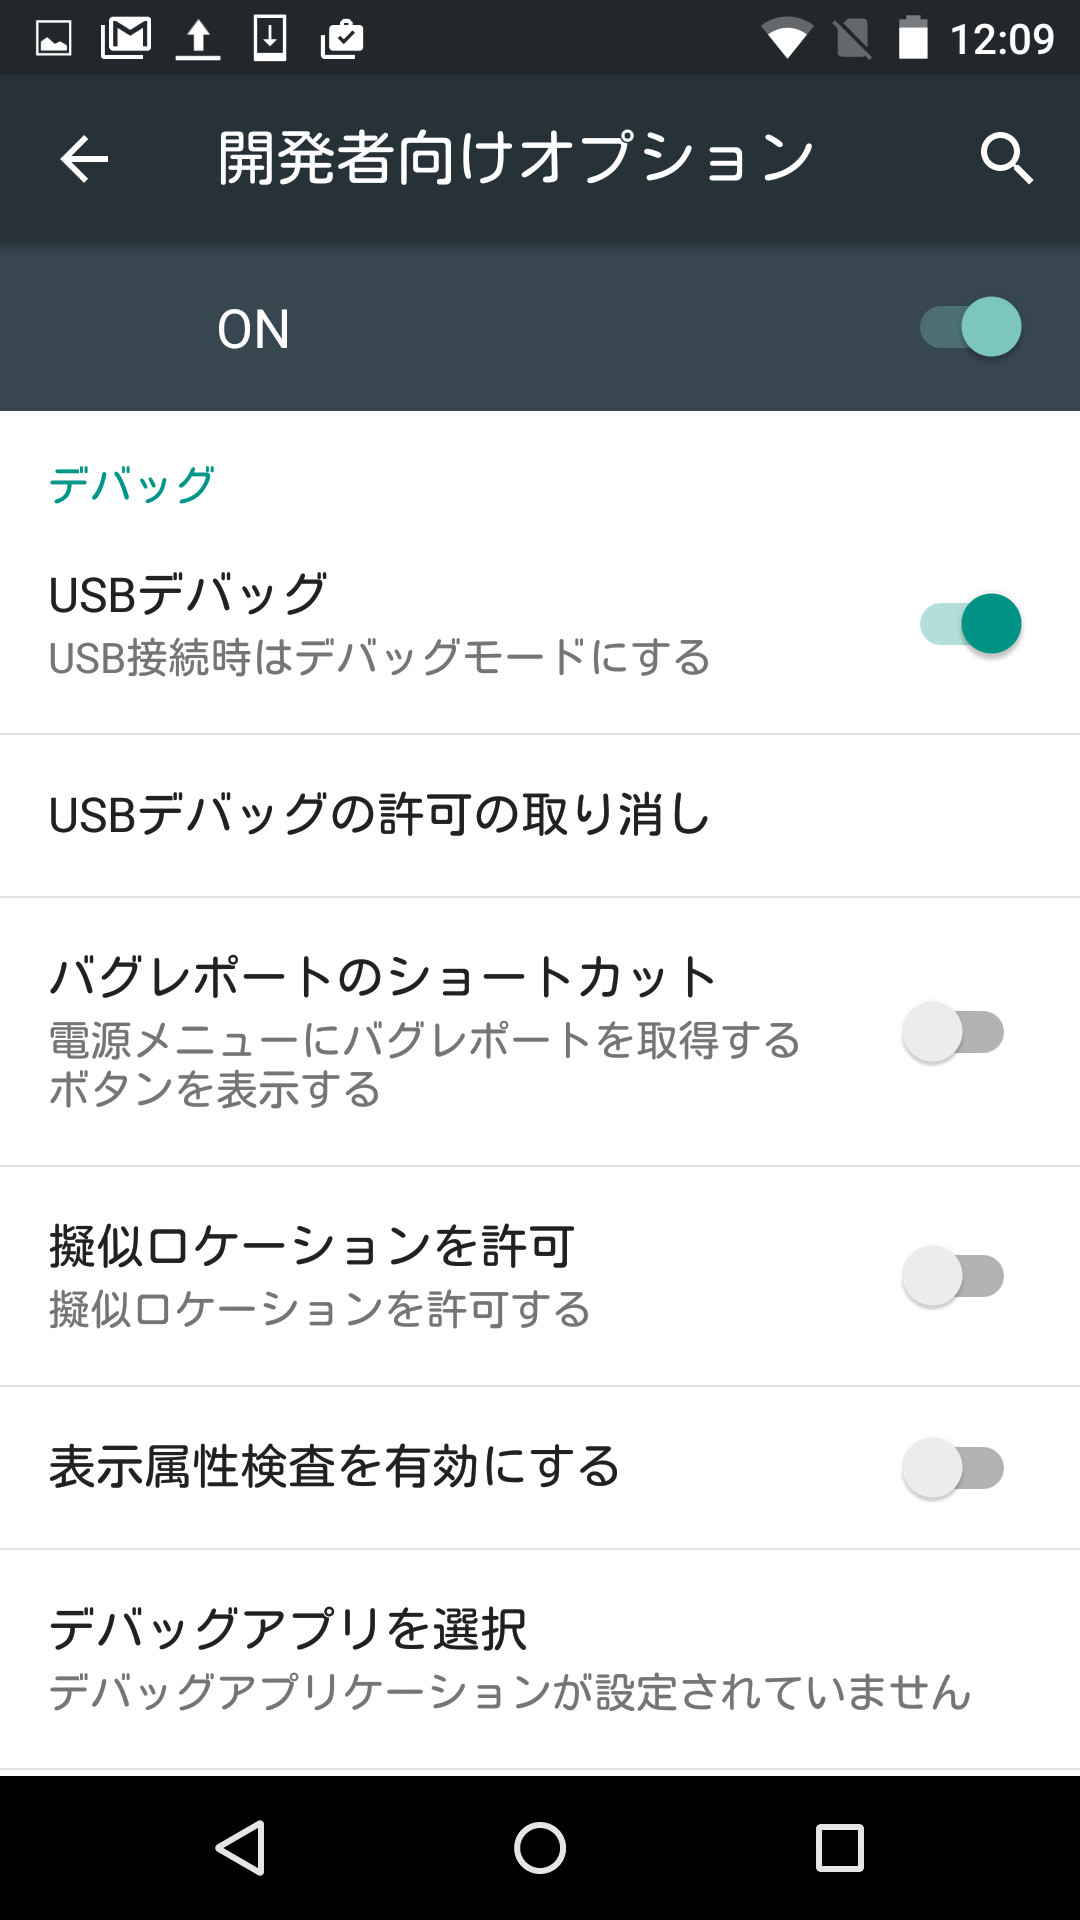 12:09
開発者向けオプション
ON
デバッグ
USBデバッグ
USB接続時はデバッグモードにする
USBデバッグの許可の取り消し
バグレポートのショートカット
電源メニューにバグレポートを取得する
ボタンを表示する
擬似ロケーションを許可
擬似ロケーションを許可する
表示属性検査を有効にする
デバッグアプリを選択
デバッグアプリケーションが設定されていません